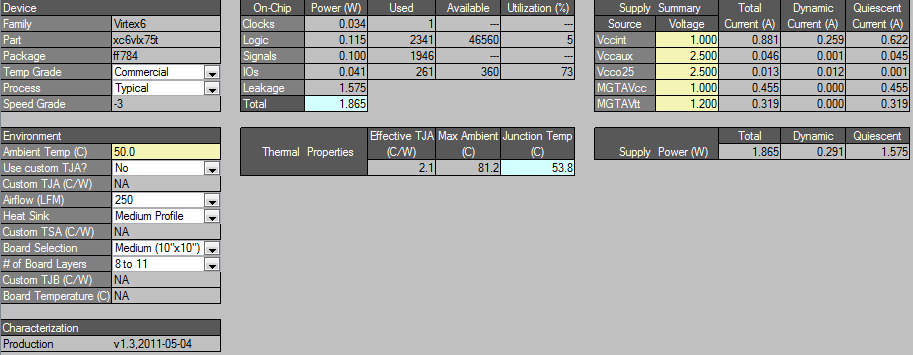 Device
Family Virtex6
Part xc6vlx75t
Package ff784
Temp Grade Commercial
Process Typical
Speed Grade -3
Environment
Ambient Temp (C) 50.0
Use custom TJA? No
Custom TJA (C/W) NA
Airflow (LFM) 250
Heat Sink Medium Profile
Custom TSA (C/W) NA
Board Selection Medium (10"x10")
# of Board Layers 8 to 11
Custom TJB (C/W) NA
Board Temperature (C) NA
Characterization
Production v1.3,2011-05-04
On-Chip Power (W) Used Available Utilization (%)
Clocks 0.034 1 --- ---
Logic 0.115 2341 46560 5
Signals 0.100 1946 --- ---
IOs 0.041 261 360 73
Leakage 1.575
Total 1.865
Effective TJA Max Ambient Junction Temp
Thermal Properties (C/W) (C) (C)
2.1 81.2 53.8
Supply Summary Total Dynamic Quiescent
Source Voltage Current (A) Current (A) Current (A)
Vccint 1.000 0.881 0.259 0.622
Vccaux 2.500 0.046 0.001 0.045
Vcco25 2.500 0.013 0.012 0.001
MGTAVcc 1.000 0.455 0.000 0.455
MGTAVtt 1.200 0.319 0.000 0.319
Total Dynamic Quiescent
Supply Power (W) 1.865 0.291 1.575